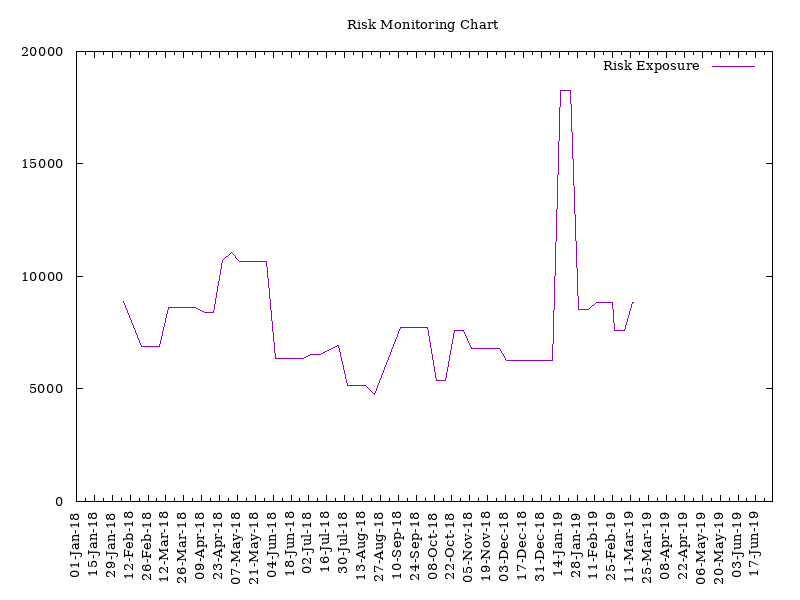 Risk Monitoring Chart
Risk Exposure
20000
15000
10000
5000
0
01-Jan-18
15-Jan-18
29-Jan-18
12-Feb-18
26-Feb-18
12-Mar-18
26-Mar-18
09-Apr-18
23-Apr-18
07-May-18
21-May-18
04-Jun-18
18-Jun-18
02-Jul-18
16-Jul-18
30-Jul-18
13-Aug-18
27-Aug-18
10-Sep-18
24-Sep-18
08-Oct-18
22-Oct-18
05-Nov-18
19-Nov-18
03-Dec-18
17-Dec-18
31-Dec-18
14-Jan-19
28-Jan-19
11-Feb-19
25-Feb-19
11-Mar-19
25-Mar-19
08-Apr-19
22-Apr-19
06-May-19
20-May-19
03-Jun-19
17-Jun-19